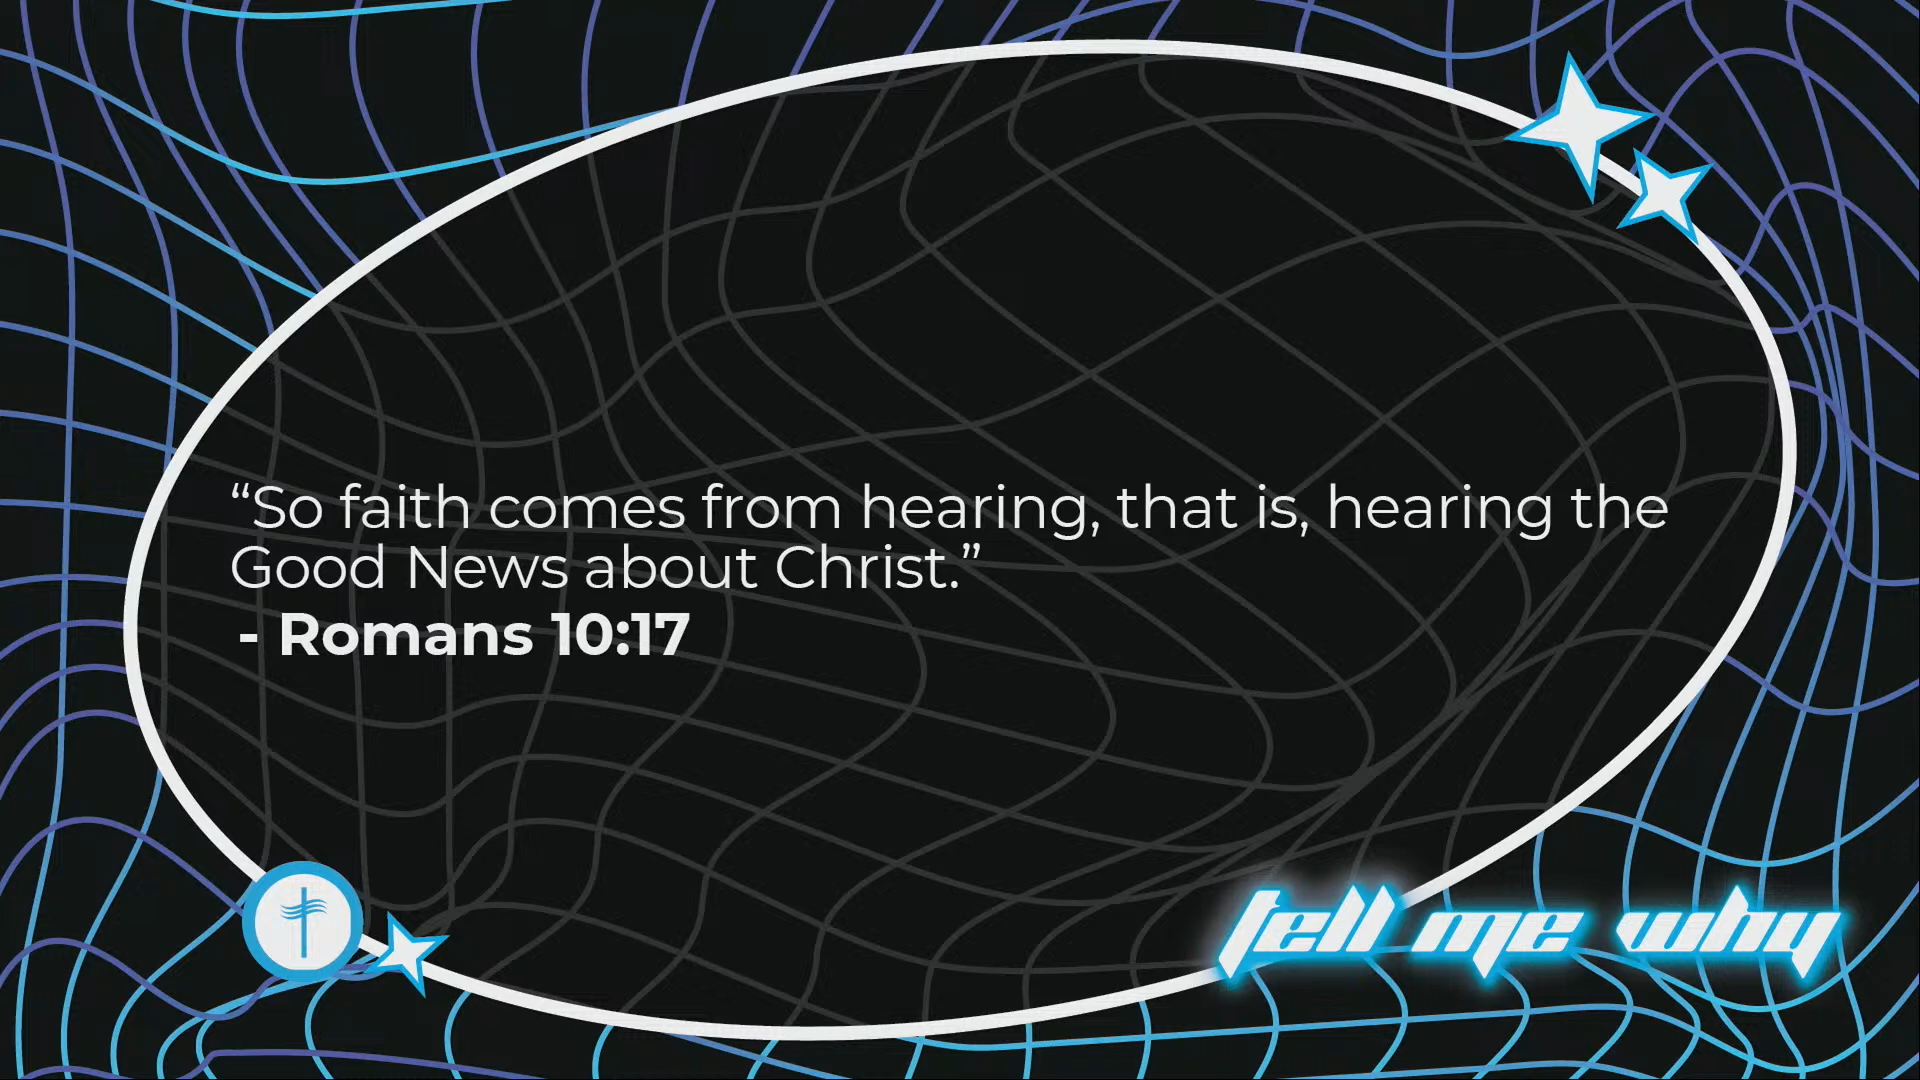 “So faith comes from hearing, that is, hearing the
Good News about Christ.”
- Romans 10:17
tell me why